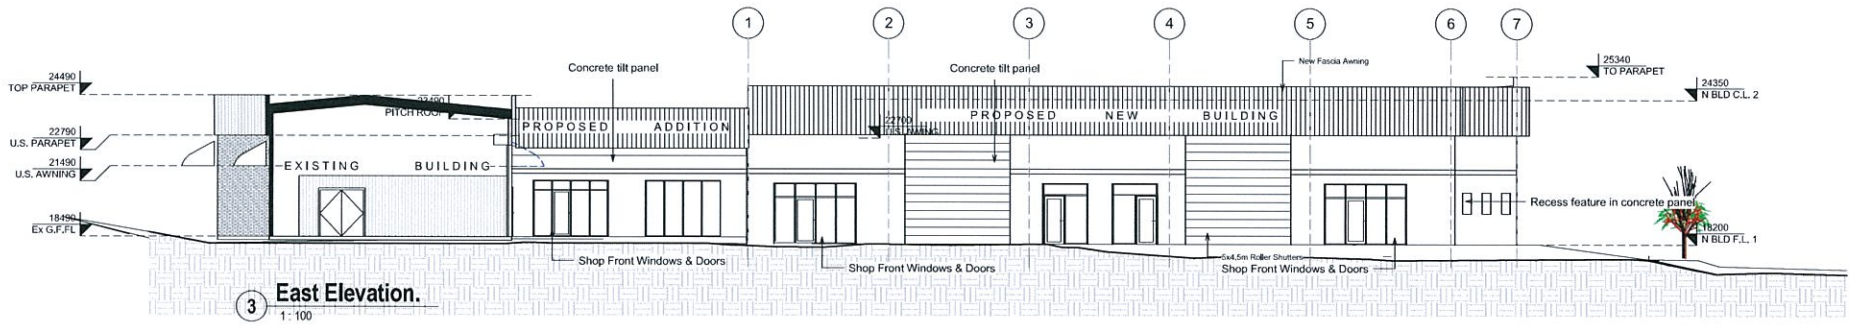 1
2
3
4
5
6
7
24490
TOP PARAPET
22790
U.S. PARAPET
21490
U.S. AWNING
18490
Ex G.F.FL
Concrete tilt panel
Concrete tilt panel
New Fascia Awning
25340
TO PARAPET
24350
N BLD C.L. 2
PROPOSED ADDITION
PROPOSED NEW BUILDING
22700
EXISTING BUILDING
Recess feature in concrete panel
18200
N BLD F.L. 1
Shop Front Windows & Doors
Shop Front Windows & Doors
5x4,5m Roller Shutters
Shop Front Windows & Doors
3
East Elevation.
1 : 100